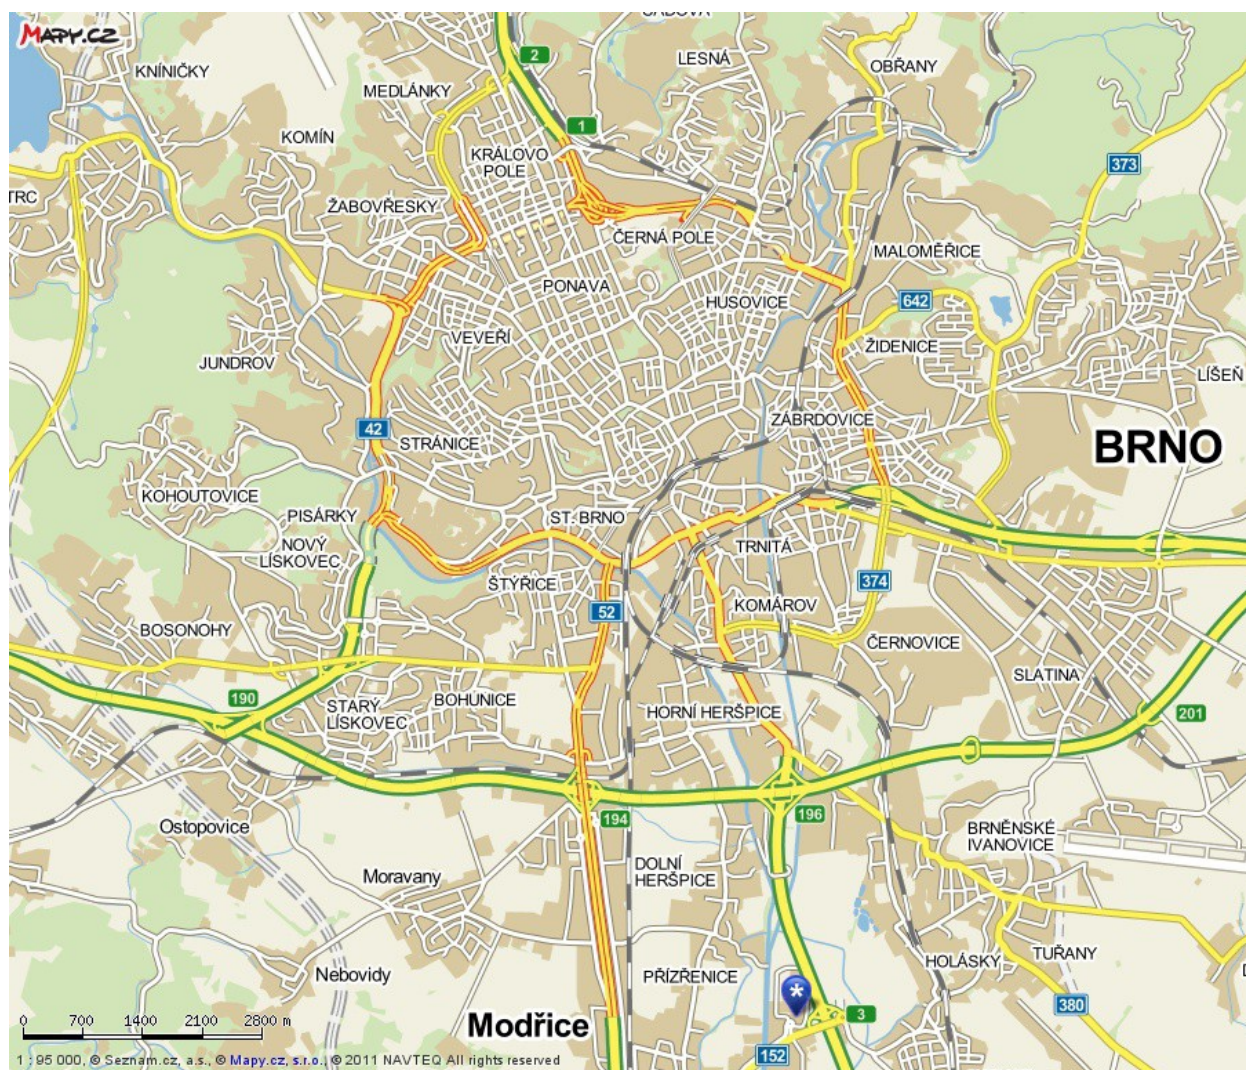 SADOVÁ
MAPY.CZ
2
KNÍNIČKY
LESNÁ
OBŘANY
MEDLÁNKY
1
KOMÍN
KRÁLOVO
POLE
373
TRC
ŽABOVŘESKY
ČERNÁ POLE
MALOMĚŘICE
PONAVA
HUSOVICE
642
VEVEŘÍ
ŽIDENICE
JUNDROV
LÍŠEŇ
42
STRÁNICE
ZÁBRDOVICE
BRNO
KOHOUTOVICE
PISÁRKY
ST. BRNO
NOVÝ
LÍSKOVEC
TRNITÁ
ŠTÝŘICE
374
52
KOMÁROV
BOSONOHY
ČERNOVICE
SLATINA
190
STARÝ
LÍSKOVEC
BOHUNICE
HORNÍ HERŠPICE
201
194
196
Ostopovice
BRNĚNSKÉ
IVANOVICE
DOLNÍ
HERŠPICE
Moravany
TUŘANY
HOLÁSKY
Nebovidy
PŘÍZŘENICE
*
380
3
0 700 1400 2100 2800 m
Modřice
152
1 : 95 000, © Seznam.cz, a.s., © Mapy.cz, s.r.o., © 2011 NAVTEQ All rights reserved